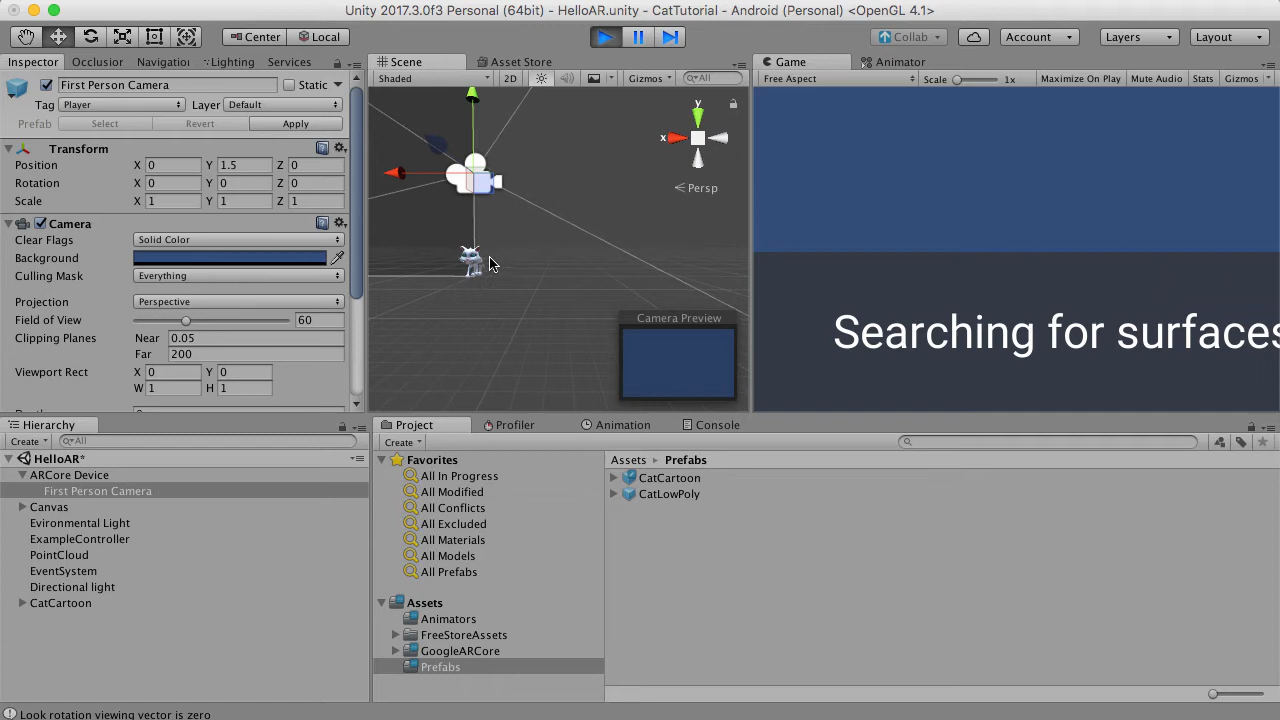 Unity 2017.3.0f3 Personal (64bit) - HelloAR.unity - CatTutorial - Android (Personal) <OpenGL 4.1>
Center Local Collab Account Layers Layout
Inspector Occlusion Navigation Lighting Services
First Person Camera Static
Tag Player Layer Default
Prefab Select Revert Apply
Transform
Position X 0 Y 1.5 Z 0
Rotation X 0 Y 0 Z 0
Scale X 1 Y 1 Z 1
Camera
Clear Flags Solid Color
Background
Culling Mask Everything
Projection Perspective
Field of View 60
Clipping Planes Near 0.05
Far 200
Viewport Rect X 0 Y 0
W 1 H 1
Scene Asset Store
Shaded 2D Gizmos All
y
x
Persp
Camera Preview
Game Animator
Free Aspect Scale 1x Maximize On Play Mute Audio Stats Gizmos
Searching for surfaces
Hierarchy
Create All
HelloAR*
ARCore Device
First Person Camera
Canvas
Evironmental Light
ExampleController
PointCloud
EventSystem
Directional light
CatCartoon
Project Profiler Animation Console
Create
Favorites
All In Progress
All Modified
All Conflicts
All Excluded
All Materials
All Models
All Prefabs
Assets
Animators
FreeStoreAssets
GoogleARCore
Prefabs
Assets Prefabs
CatCartoon
CatLowPoly
Look rotation viewing vector is zero